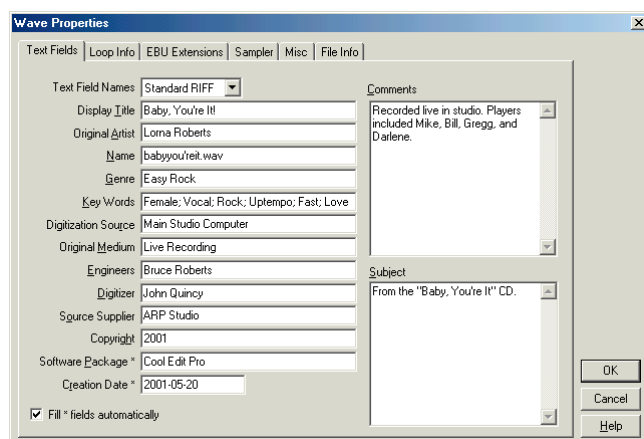 Wave Properties
Text Fields
Loop Info
EBU Extensions
Sampler
Misc
File Info
Text Field Names Standard RIFF
Display Title Baby, You're It!
Original Artist Lorna Roberts
Name babyyou'reit.wav
Genre Easy Rock
Key Words Female; Vocal; Rock; Uptempo; Fast; Love
Digitization Source Main Studio Computer
Original Medium Live Recording
Engineers Bruce Roberts
Digitizer John Quincy
Source Supplier ARP Studio
Copyright 2001
Software Package * Cool Edit Pro
Creation Date * 2001-05-20
Fill * fields automatically
Comments
Recorded live in studio. Players
included Mike, Bill, Gregg, and
Darlene.
Subject
From the "Baby, You're It" CD.
OK
Cancel
Help